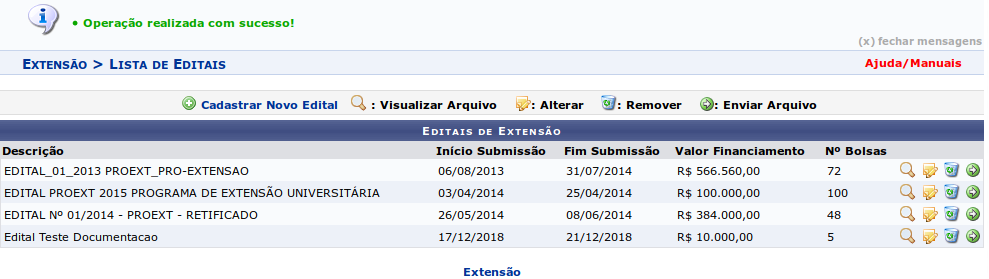 • Operação realizada com sucesso!
(x) fechar mensagens
Extensão > Lista de Editais
Ajuda/Manuais
Cadastrar Novo Edital : Visualizar Arquivo : Alterar : Remover : Enviar Arquivo
Editais de Extensão
Descrição Início Submissão Fim Submissão Valor Financiamento Nº Bolsas
EDITAL_01_2013 PROEXT_PRO-EXTENSAO 06/08/2013 31/07/2014 R$ 566.560,00 72
EDITAL PROEXT 2015 PROGRAMA DE EXTENSÃO UNIVERSITÁRIA 03/04/2014 25/04/2014 R$ 100.000,00 100
EDITAL Nº 01/2014 - PROEXT - RETIFICADO 26/05/2014 08/06/2014 R$ 384.000,00 48
Edital Teste Documentacao 17/12/2018 21/12/2018 R$ 10.000,00 5
Extensão